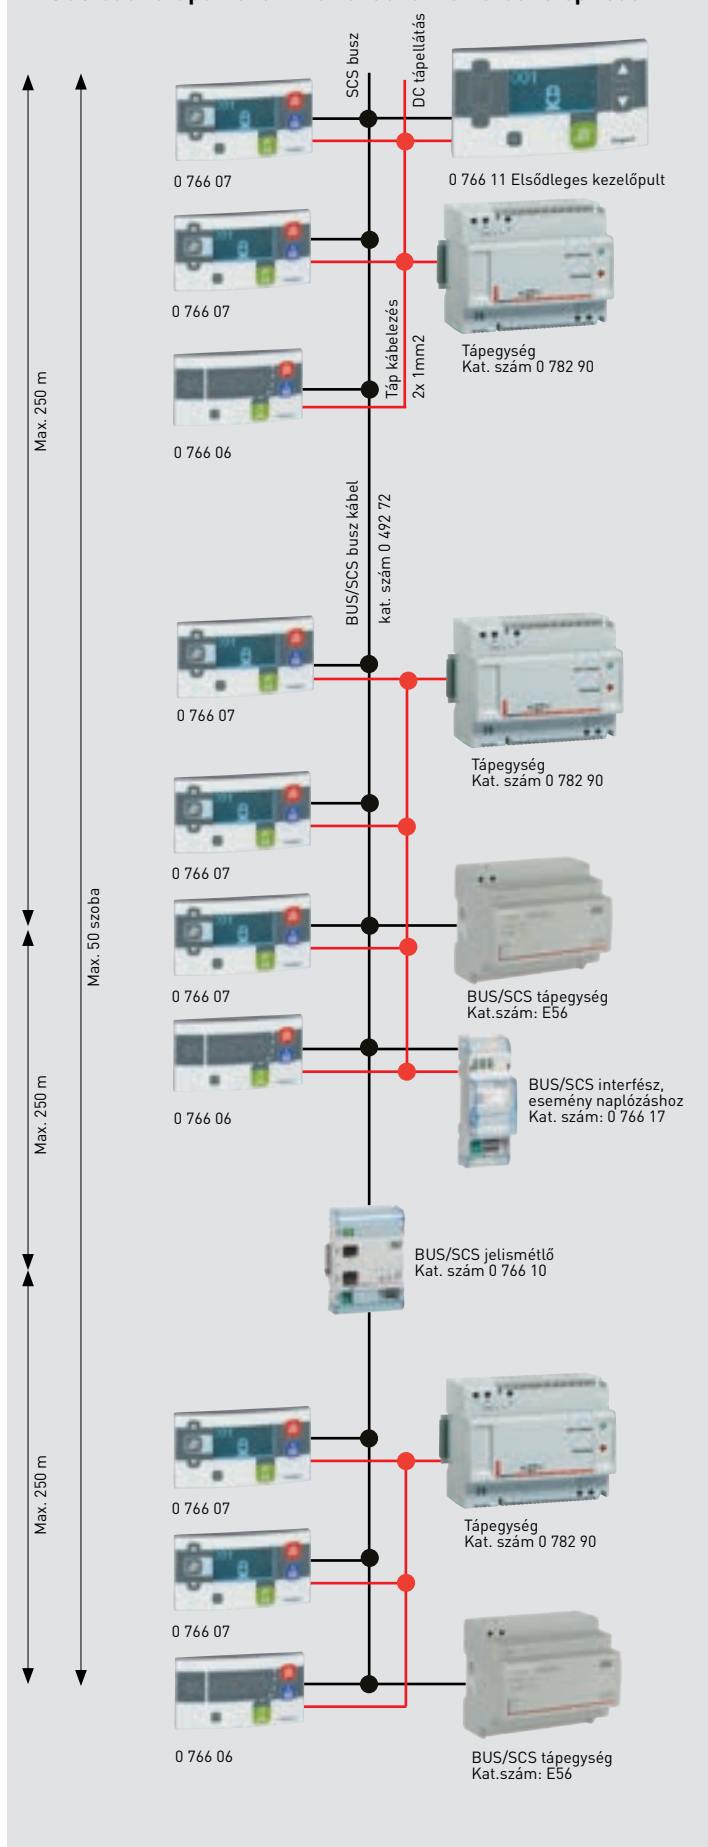 SCS busz
DC tápellátás
0 766 07
0 766 11 Elsődleges kezelőpult
0 766 07
Táp kábelezés
2x 1mm2
Tápegység
Kat. szám 0 782 90
Max. 250 m
0 766 06
BUS/SCS busz kábel
kat. szám 0 492 72
0 766 07
Tápegység
Kat. szám 0 782 90
0 766 07
Max. 50 szoba
0 766 07
BUS/SCS tápegység
Kat.szám: E56
Max. 250 m
0 766 06
BUS/SCS interfész,
esemény naplózáshoz
Kat. szám: 0 766 17
BUS/SCS jelismétlő
Kat. szám 0 766 10
Max. 250 m
0 766 07
Tápegység
Kat. szám 0 782 90
0 766 07
0 766 06
BUS/SCS tápegység
Kat.szám: E56